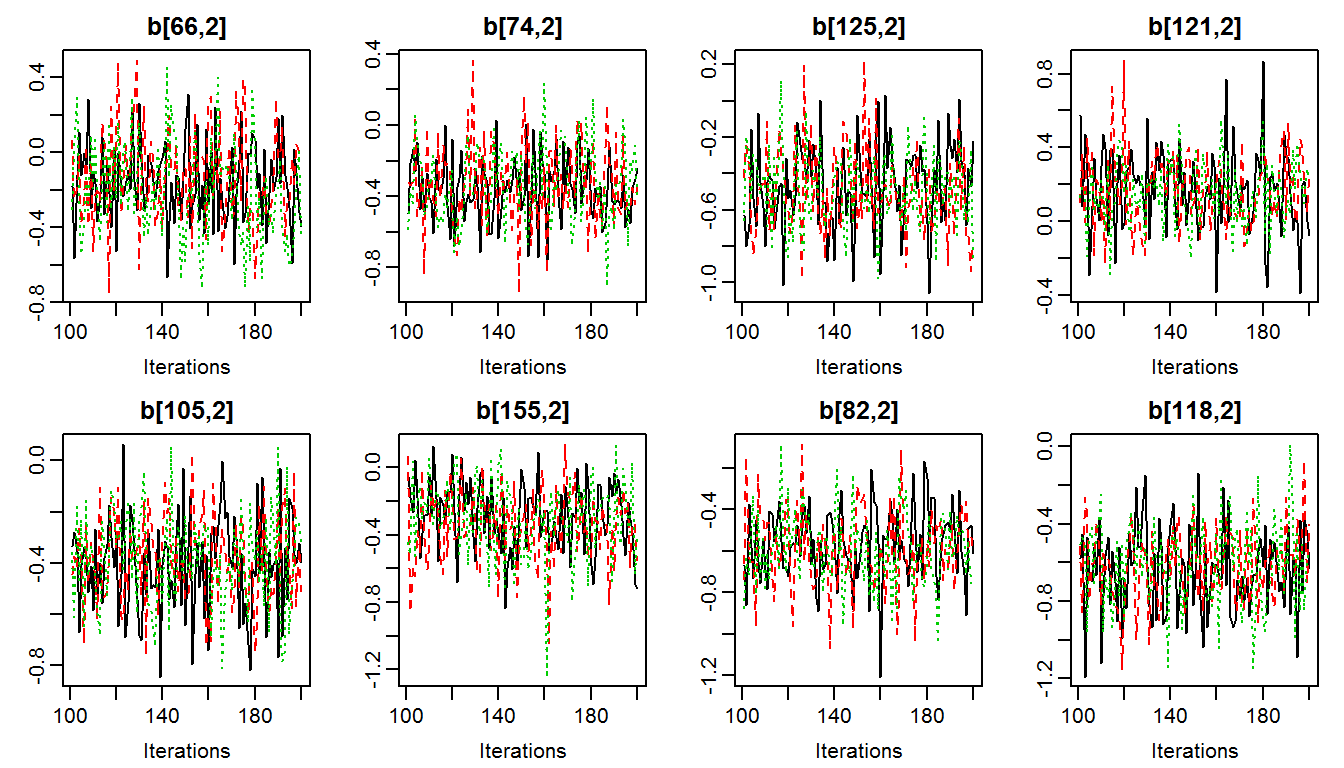 b[66,2] b[74,2] b[125,2] b[121,2]
0.4 0.0 -0.4 -0.8
0.4 0.0 -0.4 -0.8
0.2 -0.2 -0.6 -1.0
0.8 0.4 0.0 -0.4
100 140 180 100 140 180 100 140 180 100 140 180
Iterations Iterations Iterations Iterations
b[105,2] b[155,2] b[82,2] b[118,2]
0.0 -0.4 -0.8
0.0 -0.4 -0.8 -1.2
-0.4 -0.8 -1.2
0.0 -0.4 -0.8 -1.2
100 140 180 100 140 180 100 140 180 100 140 180
Iterations Iterations Iterations Iterations